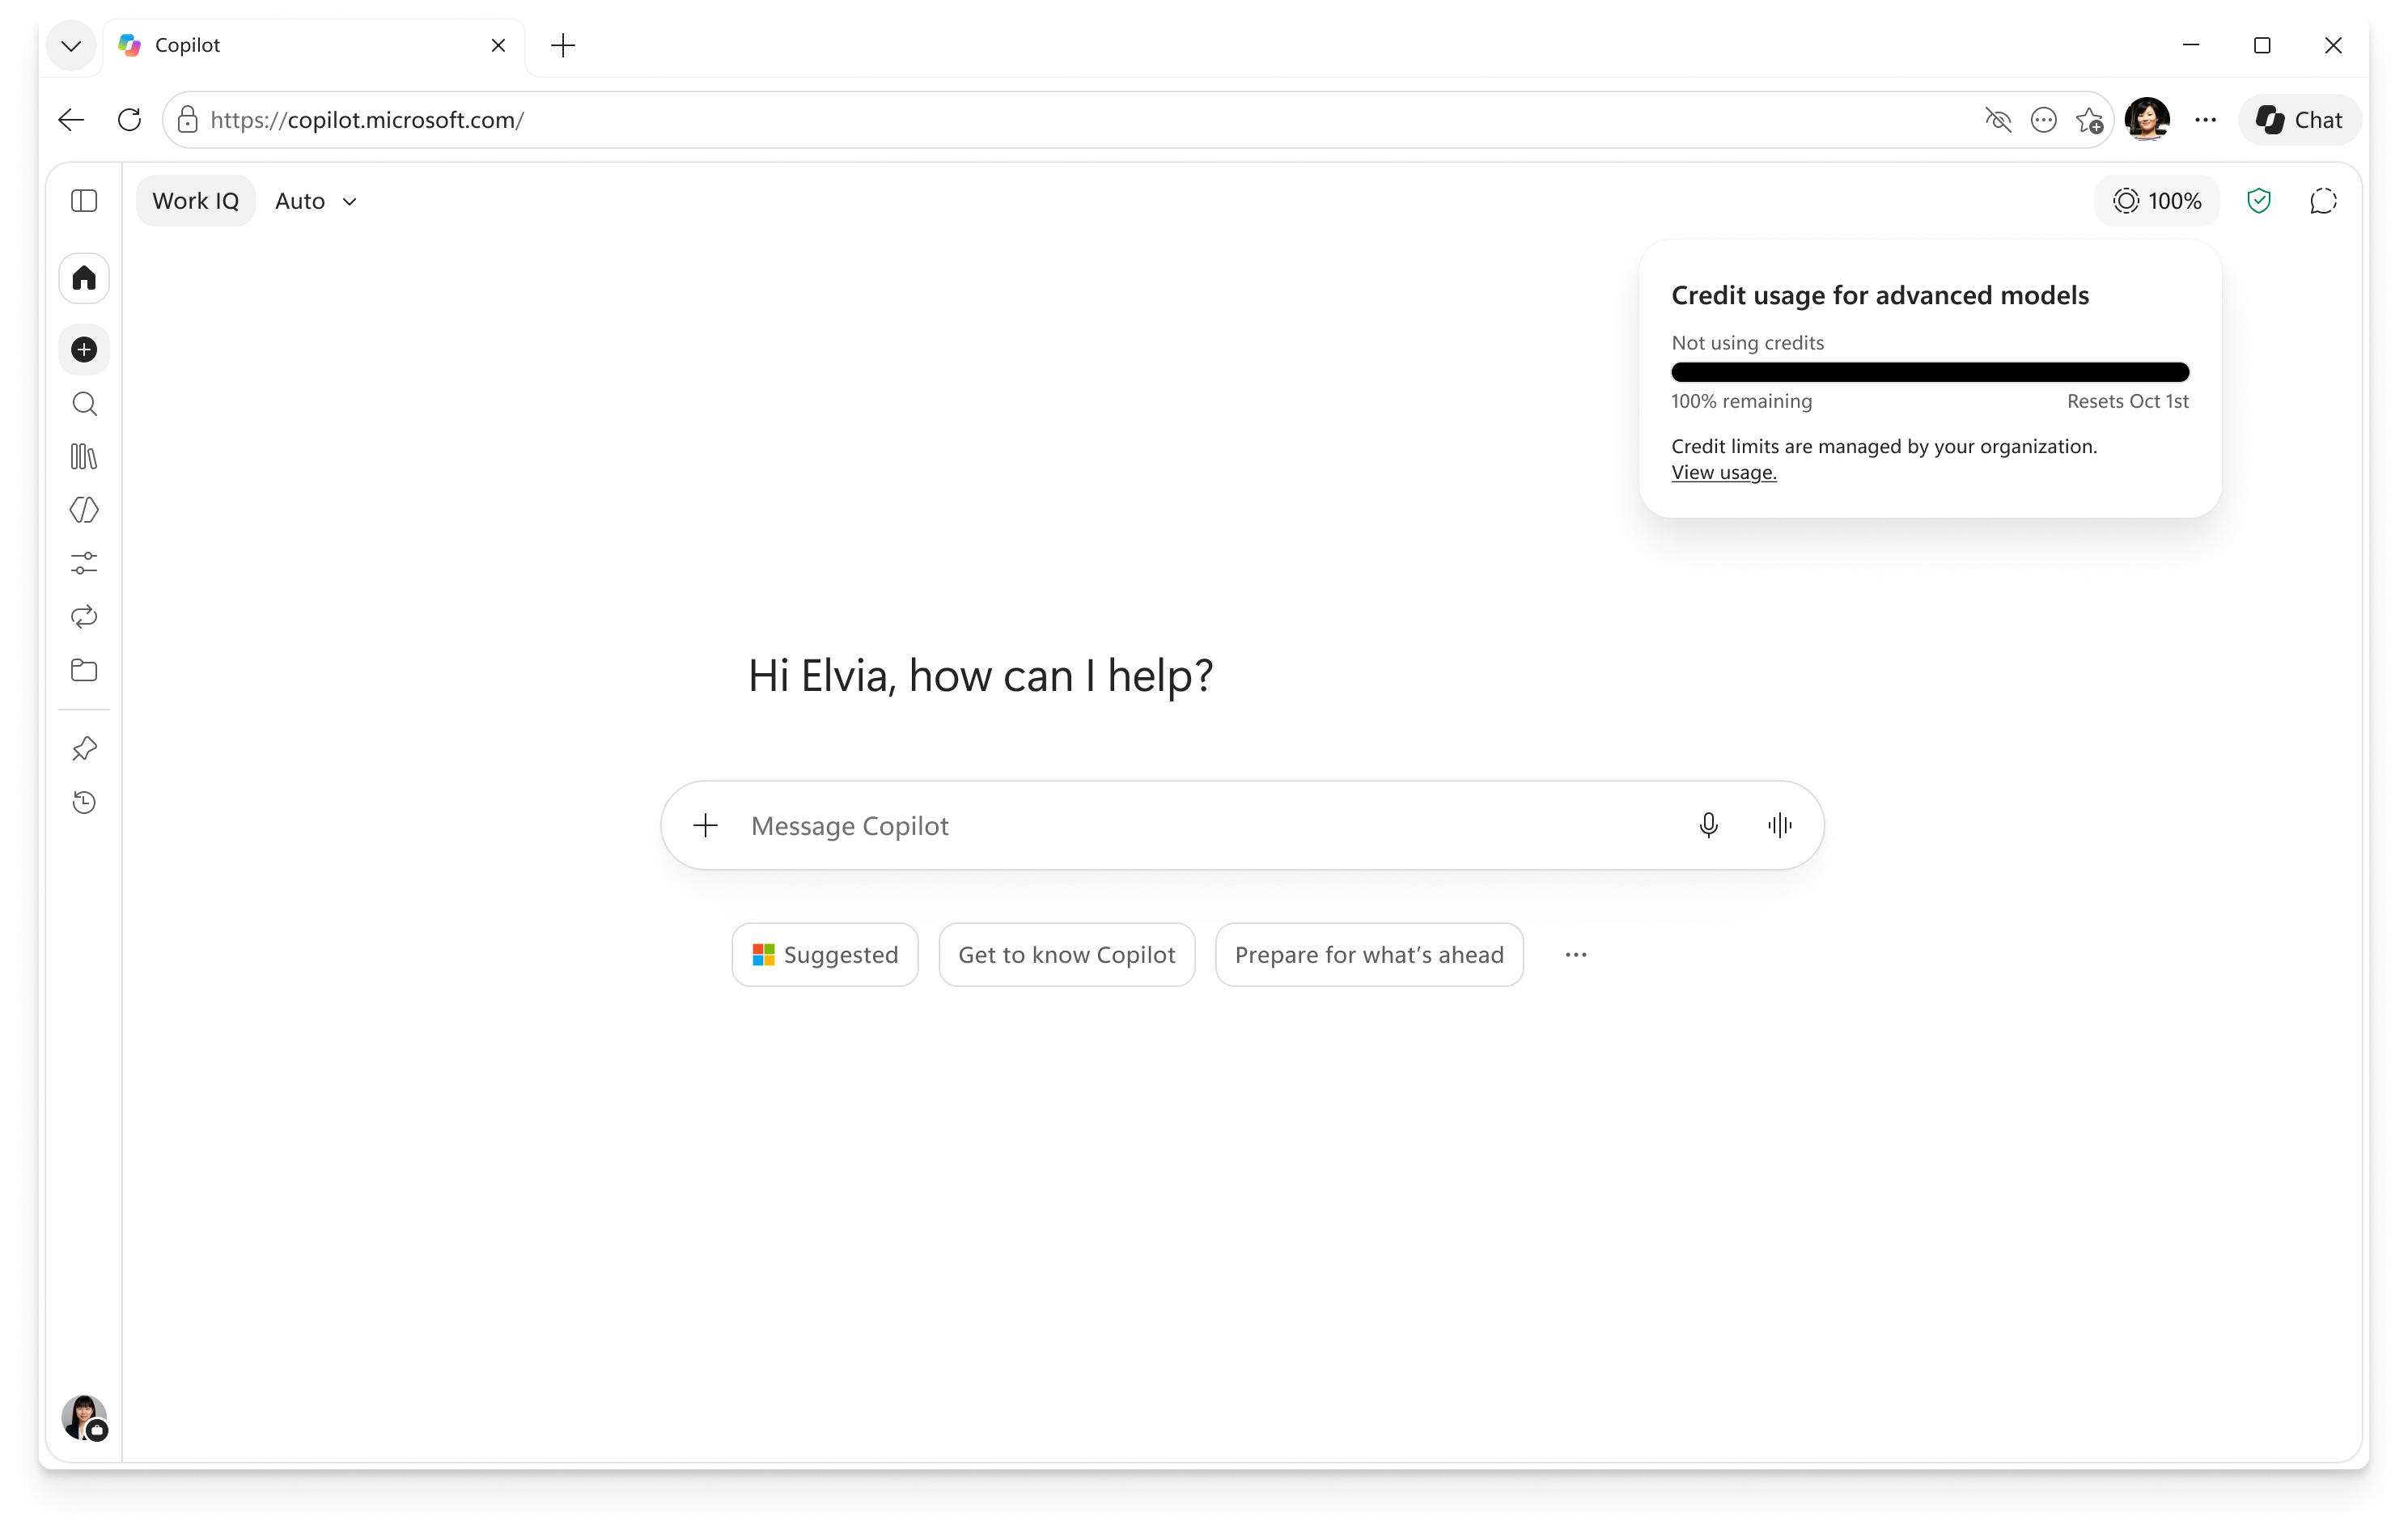 Copilot
https://copilot.microsoft.com/
Chat
Work IQ
Auto
100%
Credit usage for advanced models
Not using credits
100% remaining
Resets Oct 1st
Credit limits are managed by your organization.
View usage.
Hi Elvia, how can I help?
Message Copilot
Suggested
Get to know Copilot
Prepare for what’s ahead